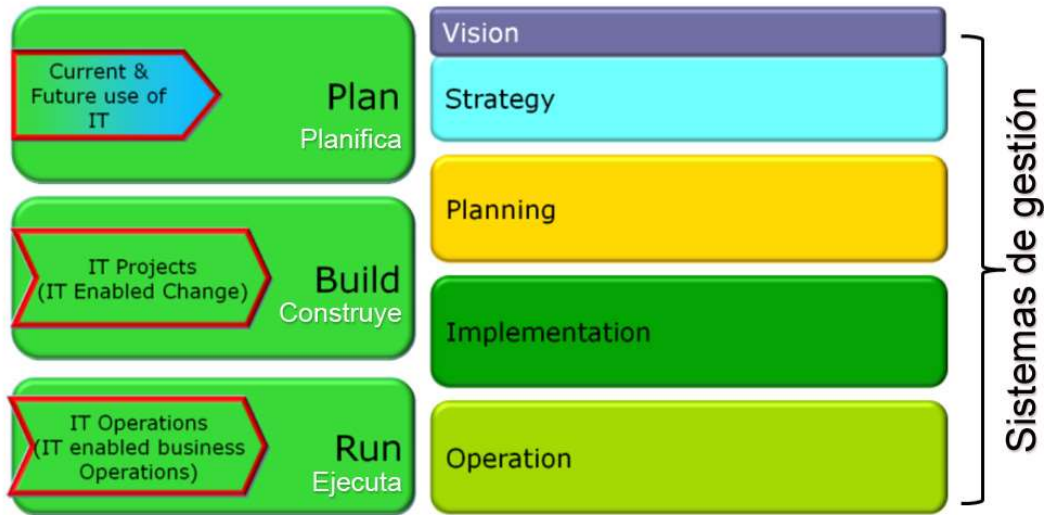 Current &
Future use of
IT
Plan
Planifica
IT Projects
(IT Enabled Change)
Build
Construye
IT Operations
(IT enabled business
Operations)
Run
Ejecuta
Vision
Strategy
Planning
Implementation
Operation
Sistemas de gestión